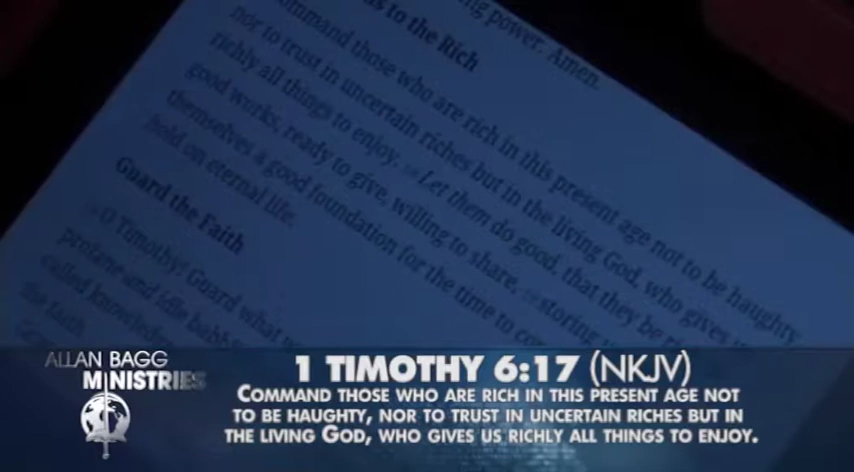 ing power. Amen.
us to the Rich
ommand those who are rich in this present age not to be haughty,
nor to trust in uncertain riches but in the living God, who gives us
richly all things to enjoy. Let them do good, that they be
good works, ready to give, willing to share, storing
themselves a good foundation for the time to
hold on eternal life.
Guard the Faith
O Timothy! Guard what
profane and idle
called knowledge
the faith.
ALLAN BAGG
MINISTRIES
1 TIMOTHY 6:17 (NKJV)
COMMAND THOSE WHO ARE RICH IN THIS PRESENT AGE NOT
TO BE HAUGHTY, NOR TO TRUST IN UNCERTAIN RICHES BUT IN
THE LIVING GOD, WHO GIVES US RICHLY ALL THINGS TO ENJOY.